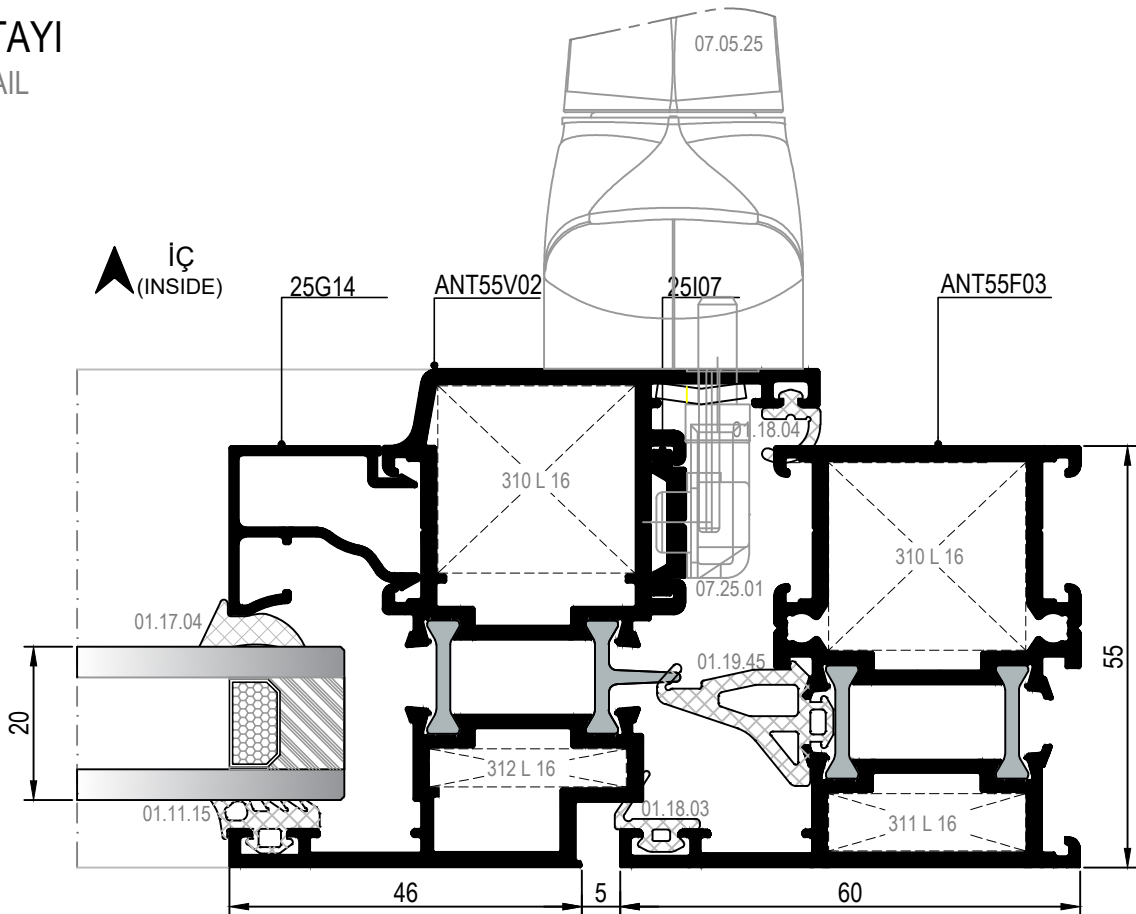 TAYI
AIL
07.05.25
İÇ
(INSIDE)
25G14
ANT55V02
25I07
ANT55F03
01.18.04
310 L 16
310 L 16
07.25.01
01.17.04
01.19.45
55
20
312 L 16
01.11.15
01.18.03
311 L 16
46
5
60